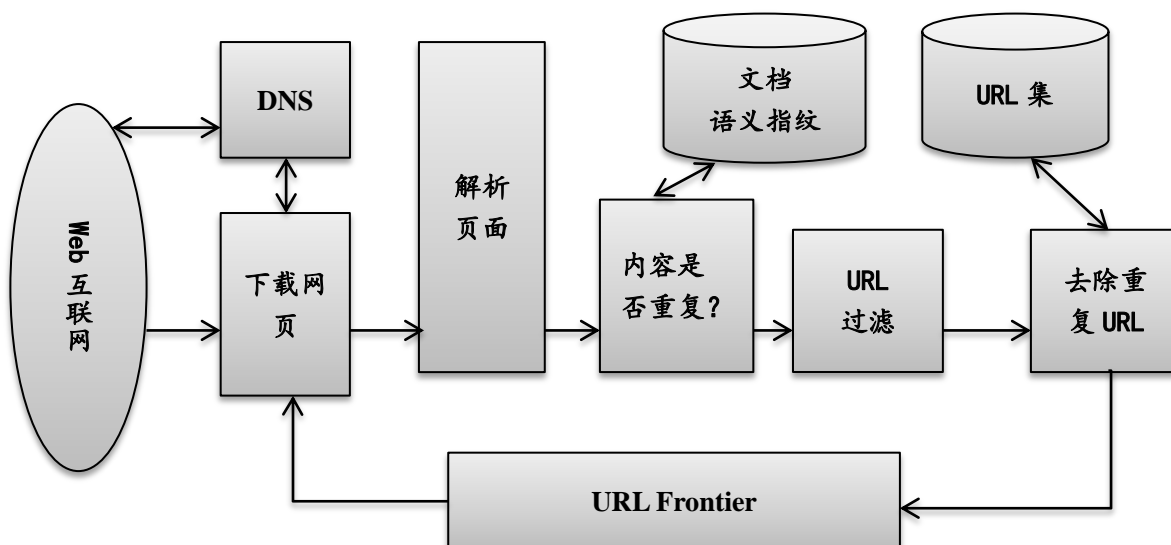 DNS
文档
语义指纹
URL 集
Web 互联网
下载网
页
解析
页面
内容是
否重复?
URL
过滤
去除重
复 URL
URL Frontier